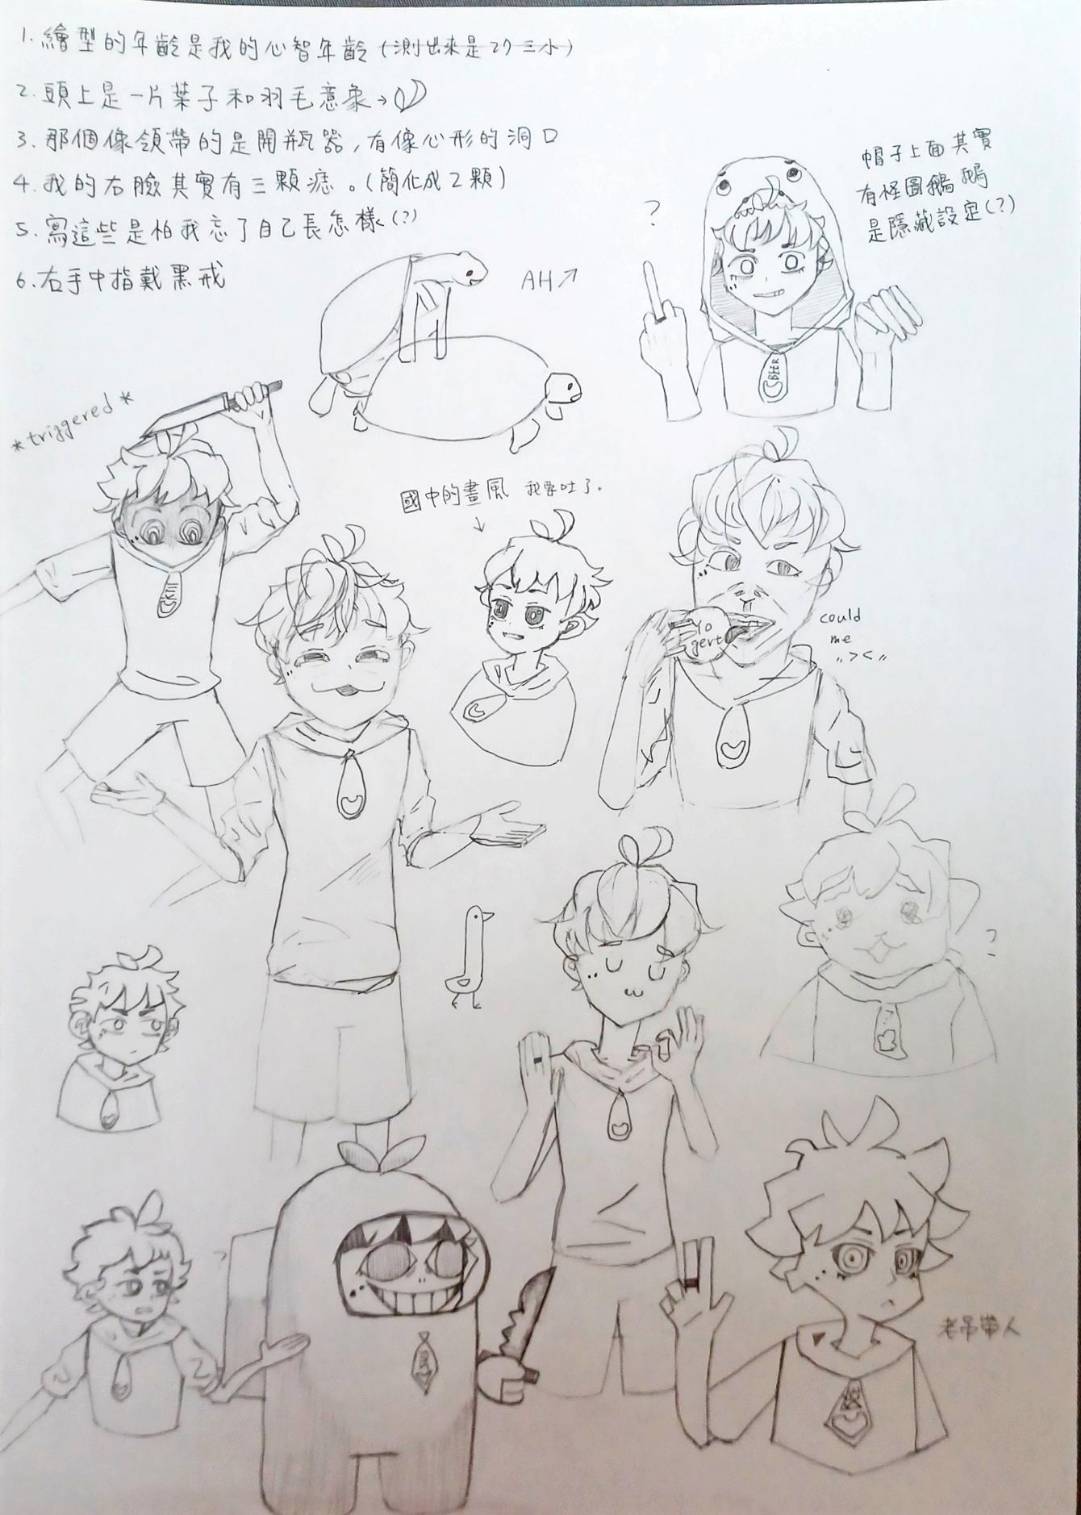 1. 繪型的年齡是我的心智年齡 (測出來是27三小)
2. 頭上是一片葉子和羽毛意象→
3. 那個像領帶的是開瓶器,有像心形的洞口
4. 我的右臉其實有三顆痣。(簡化成2顆)
5. 寫這些是怕我忘了自己長怎樣(?)
6. 右手中指戴黑戒
帽子上面其實
有怪圖鵝鵝
是隱藏設定(?)
?
AH↗
BEER
*triggered*
國中的畫風 我要吐了.
↓
Yo
gert
could
me
,,><,,
?
老吊帶人